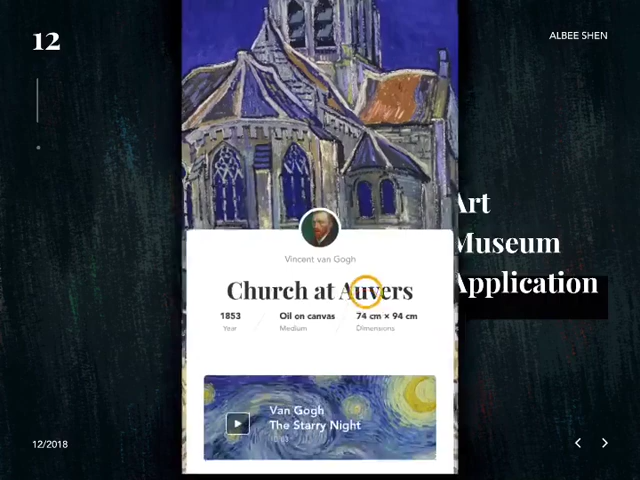 12
ALBEE SHEN
Art
Museum
Application
Vincent van Gogh
Church at Auvers
1853
Year
Oil on canvas
Medium
74 cm × 94 cm
Dimensions
Van Gogh
The Starry Night
12/2018